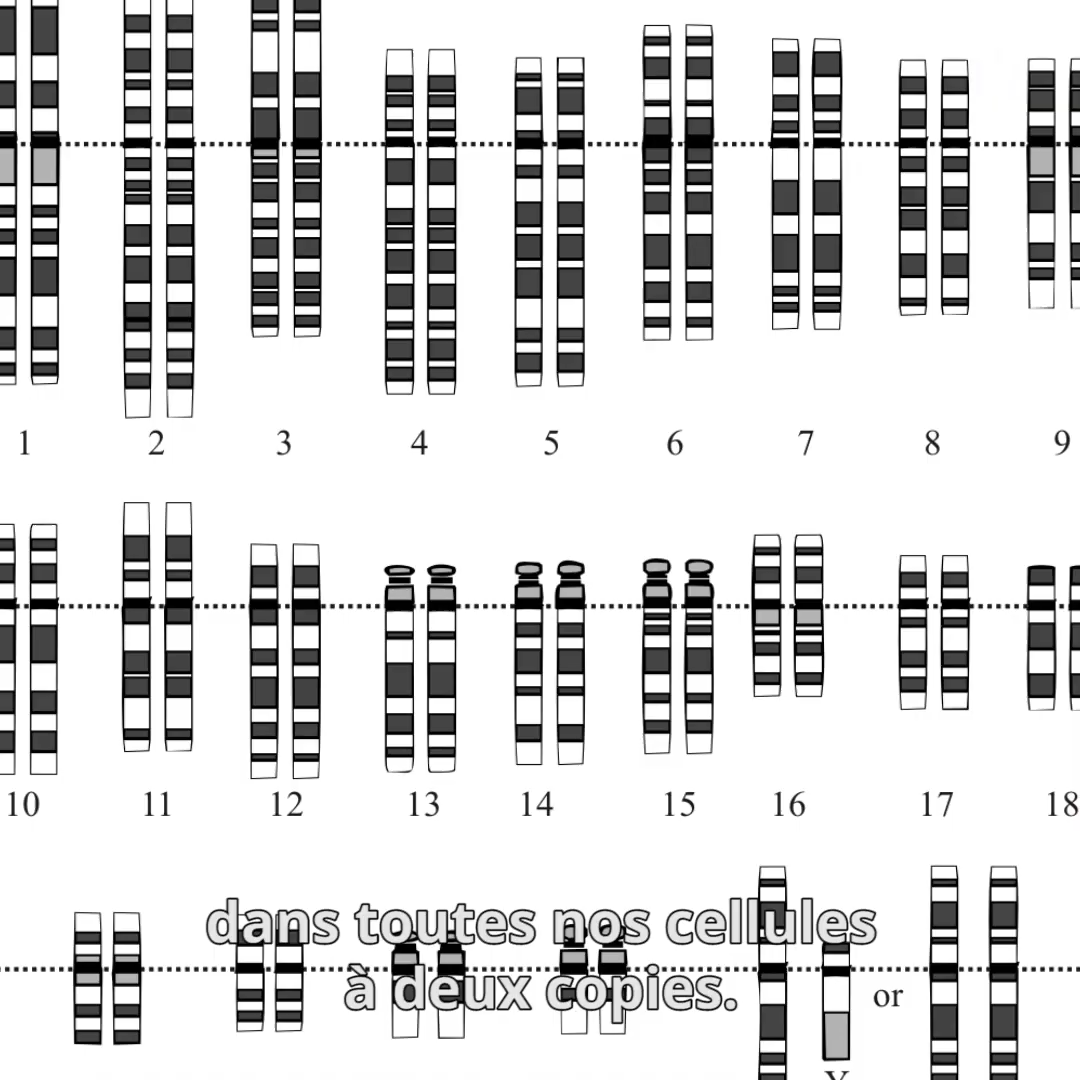 1 2 3 4 5 6 7 8 9
10 11 12 13 14 15 16 17 18
dans toutes nos cellules
à deux copies.
or